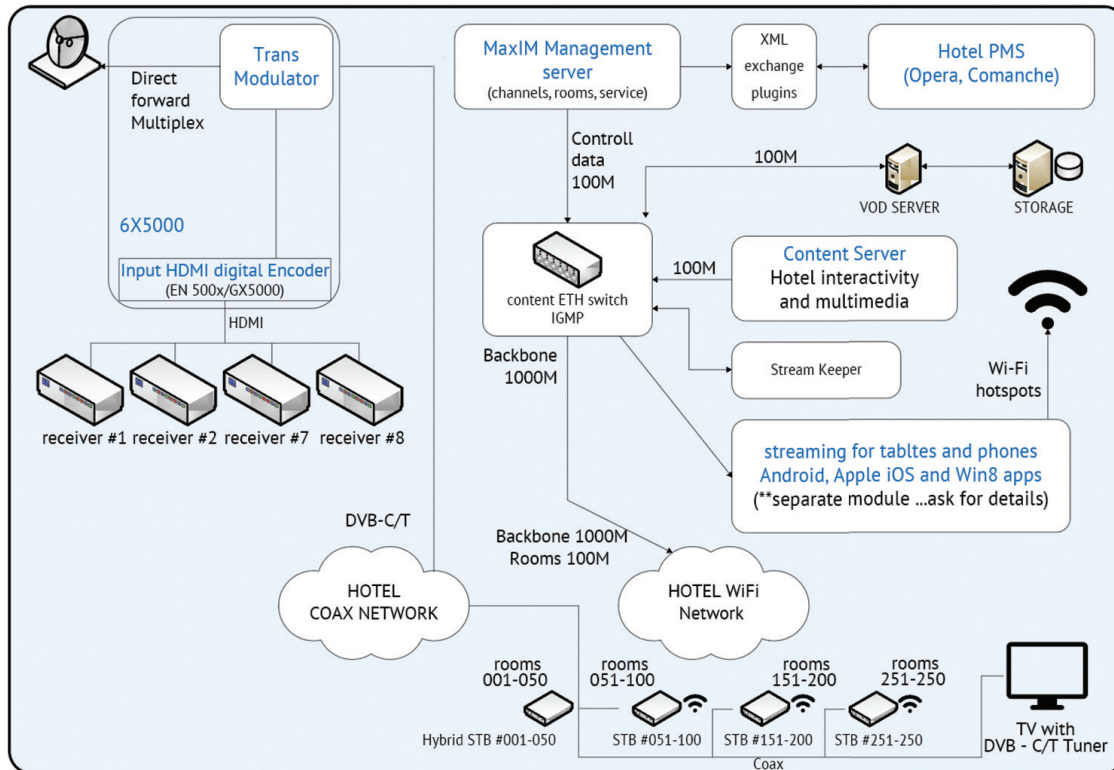 Trans
Modulator
Direct
forward
Multiplex
6X5000
Input HDMI digital Encoder
(EN 500x/GX5000)
HDMI
receiver #1
receiver #2
receiver #7
receiver #8
MaxIM Management
server
(channels, rooms, service)
XML
exchange
plugins
Hotel PMS
(Opera, Comanche)
Controll
data
100M
100M
VOD SERVER
STORAGE
content ETH switch
IGMP
100M
Content Server
Hotel interactivity
and multimedia
Stream Keeper
Wi-Fi
hotspots
Backbone
1000M
streaming for tabltes and phones
Android, Apple iOS and Win8 apps
(**separate module ...ask for details)
DVB-C/T
Backbone 1000M
Rooms 100M
HOTEL
COAX NETWORK
HOTEL WiFi
Network
rooms
001-050
rooms
051-100
rooms
151-200
rooms
251-250
Hybrid STB #001-050
STB #051-100
STB #151-200
STB #251-250
Coax
TV with
DVB - C/T Tuner